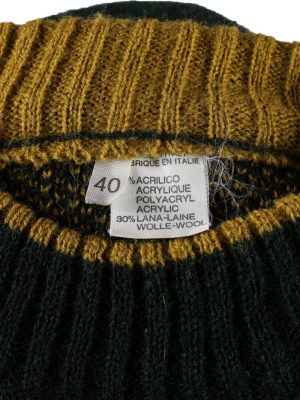 BRIQUE EN ITALIE
40
% ACRILICO
ACRYLIQUE
POLYACRYL
ACRYLIC
30% LANA-LAINE
WOLLE-WOOL